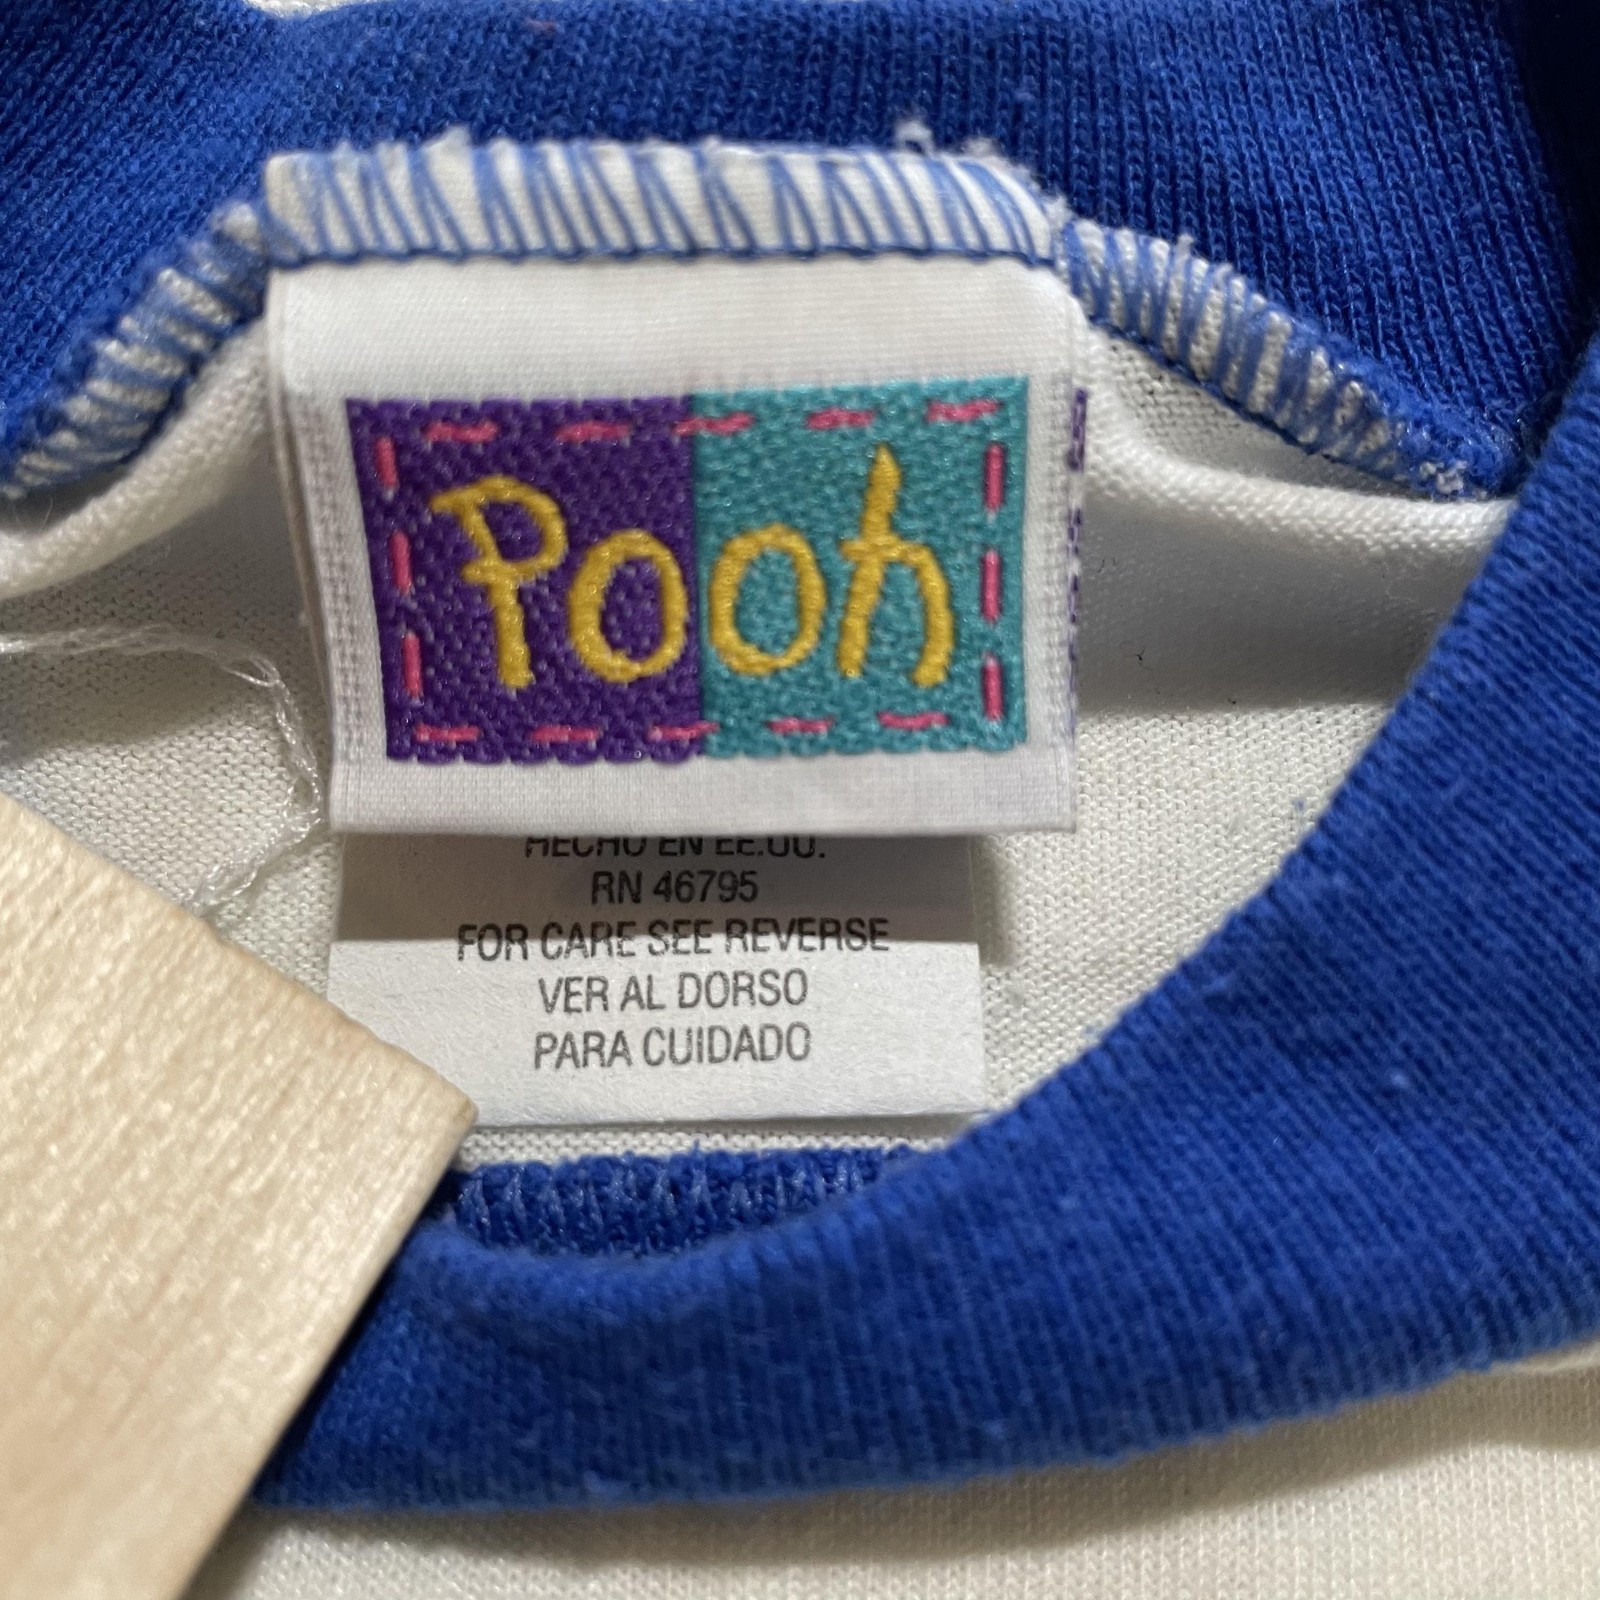 Pooh
HECHO EN EE.UU.
RN 46795
FOR CARE SEE REVERSE
VER AL DORSO
PARA CUIDADO